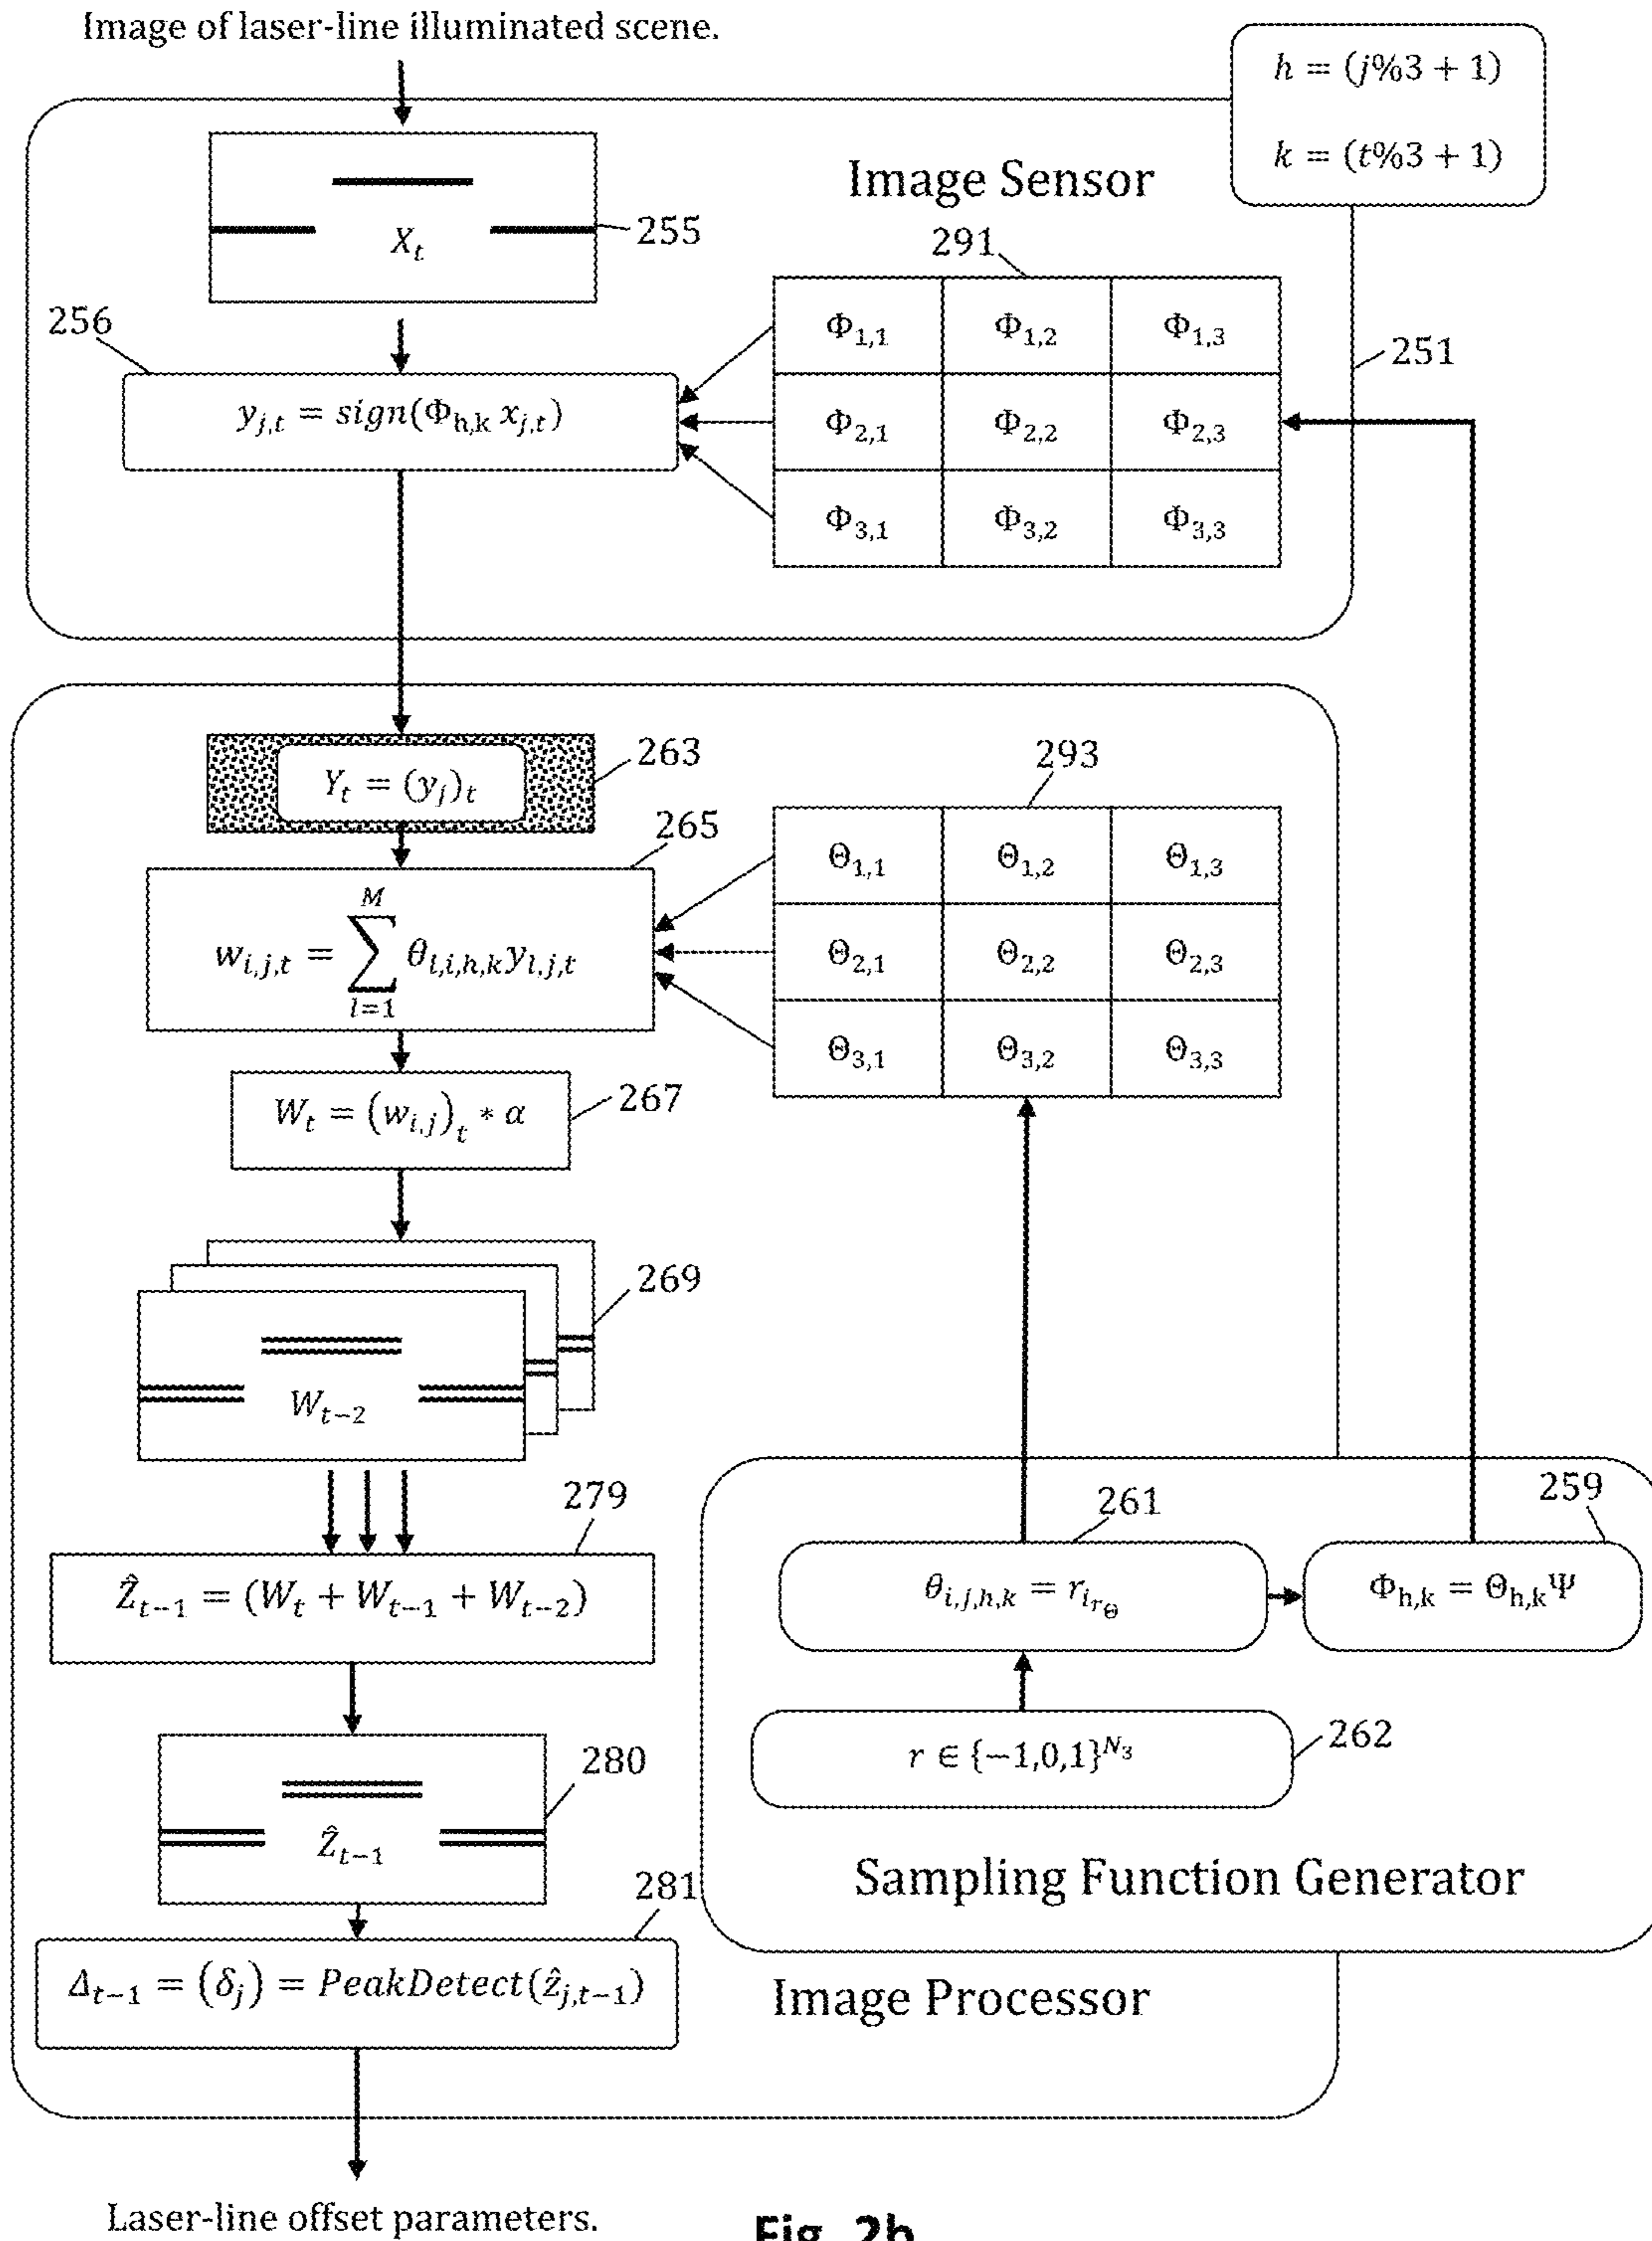 Image of laser-line illuminated scene.
h = (j%3 + 1)
k = (t%3 + 1)
Image Sensor
X_t
255
291
256
251
y_{j,t} = sign(Φ_{h,k} x_{j,t})
Φ_{1,1} Φ_{1,2} Φ_{1,3}
Φ_{2,1} Φ_{2,2} Φ_{2,3}
Φ_{3,1} Φ_{3,2} Φ_{3,3}
Y_t = (y_j)_t
263
293
265
w_{i,j,t} = \sum_{l=1}^{M} θ_{l,i,h,k} y_{l,j,t}
Θ_{1,1} Θ_{1,2} Θ_{1,3}
Θ_{2,1} Θ_{2,2} Θ_{2,3}
Θ_{3,1} Θ_{3,2} Θ_{3,3}
W_t = (w_{i,j})_t * α
267
269
W_{t−2}
279
Ẑ_{t−1} = (W_t + W_{t−1} + W_{t−2})
261
259
θ_{i,j,h,k} = r_{i_{r_Θ}}
Φ_{h,k} = Θ_{h,k}Ψ
r ∈ {−1,0,1}^{N_3}
262
280
Ẑ_{t−1}
Sampling Function Generator
281
Δ_{t−1} = (δ_j) = PeakDetect(ẑ_{j,t−1})
Image Processor
Laser-line offset parameters.
Fig. 2b